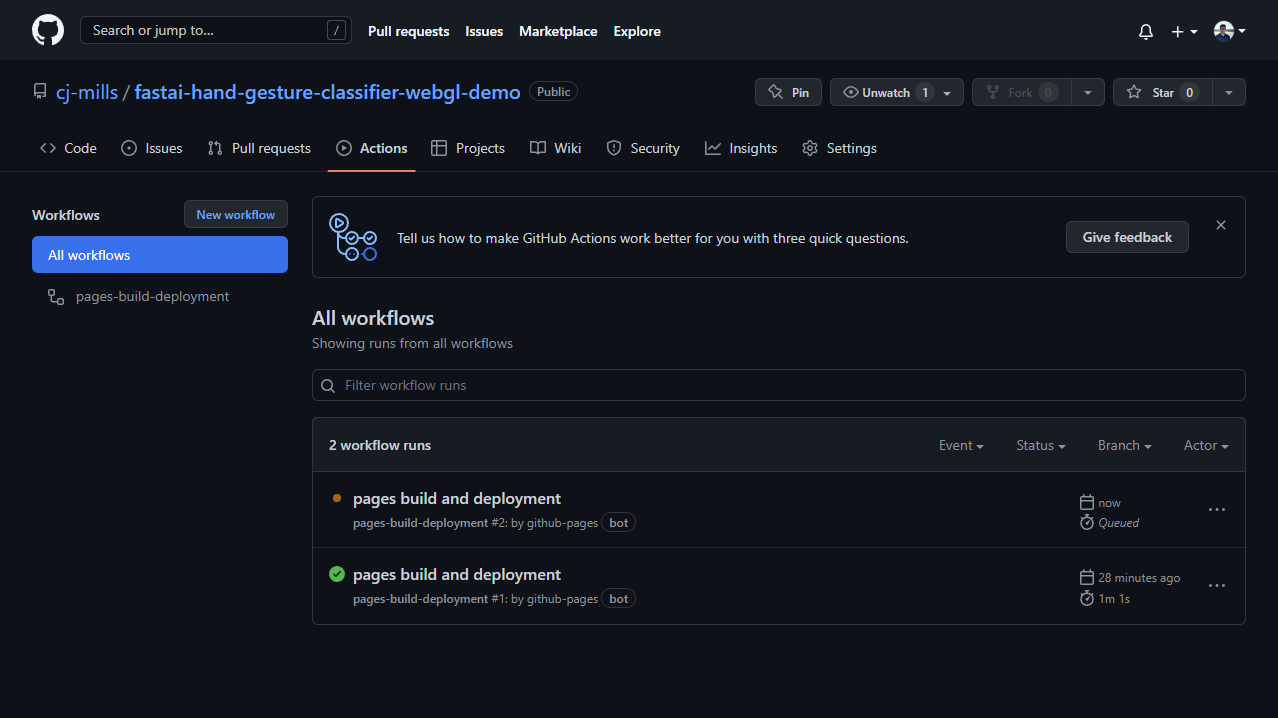 Search or jump to... /
Pull requests Issues Marketplace Explore
cj-mills / fastai-hand-gesture-classifier-webgl-demo Public
Pin Unwatch 1 Fork 0 Star 0
Code Issues Pull requests Actions Projects Wiki Security Insights Settings
Workflows New workflow
All workflows
pages-build-deployment
Tell us how to make GitHub Actions work better for you with three quick questions. Give feedback
All workflows
Showing runs from all workflows
Filter workflow runs
2 workflow runs Event Status Branch Actor
pages build and deployment
pages-build-deployment #2: by github-pages bot
now
Queued
pages build and deployment
pages-build-deployment #1: by github-pages bot
28 minutes ago
1m 1s